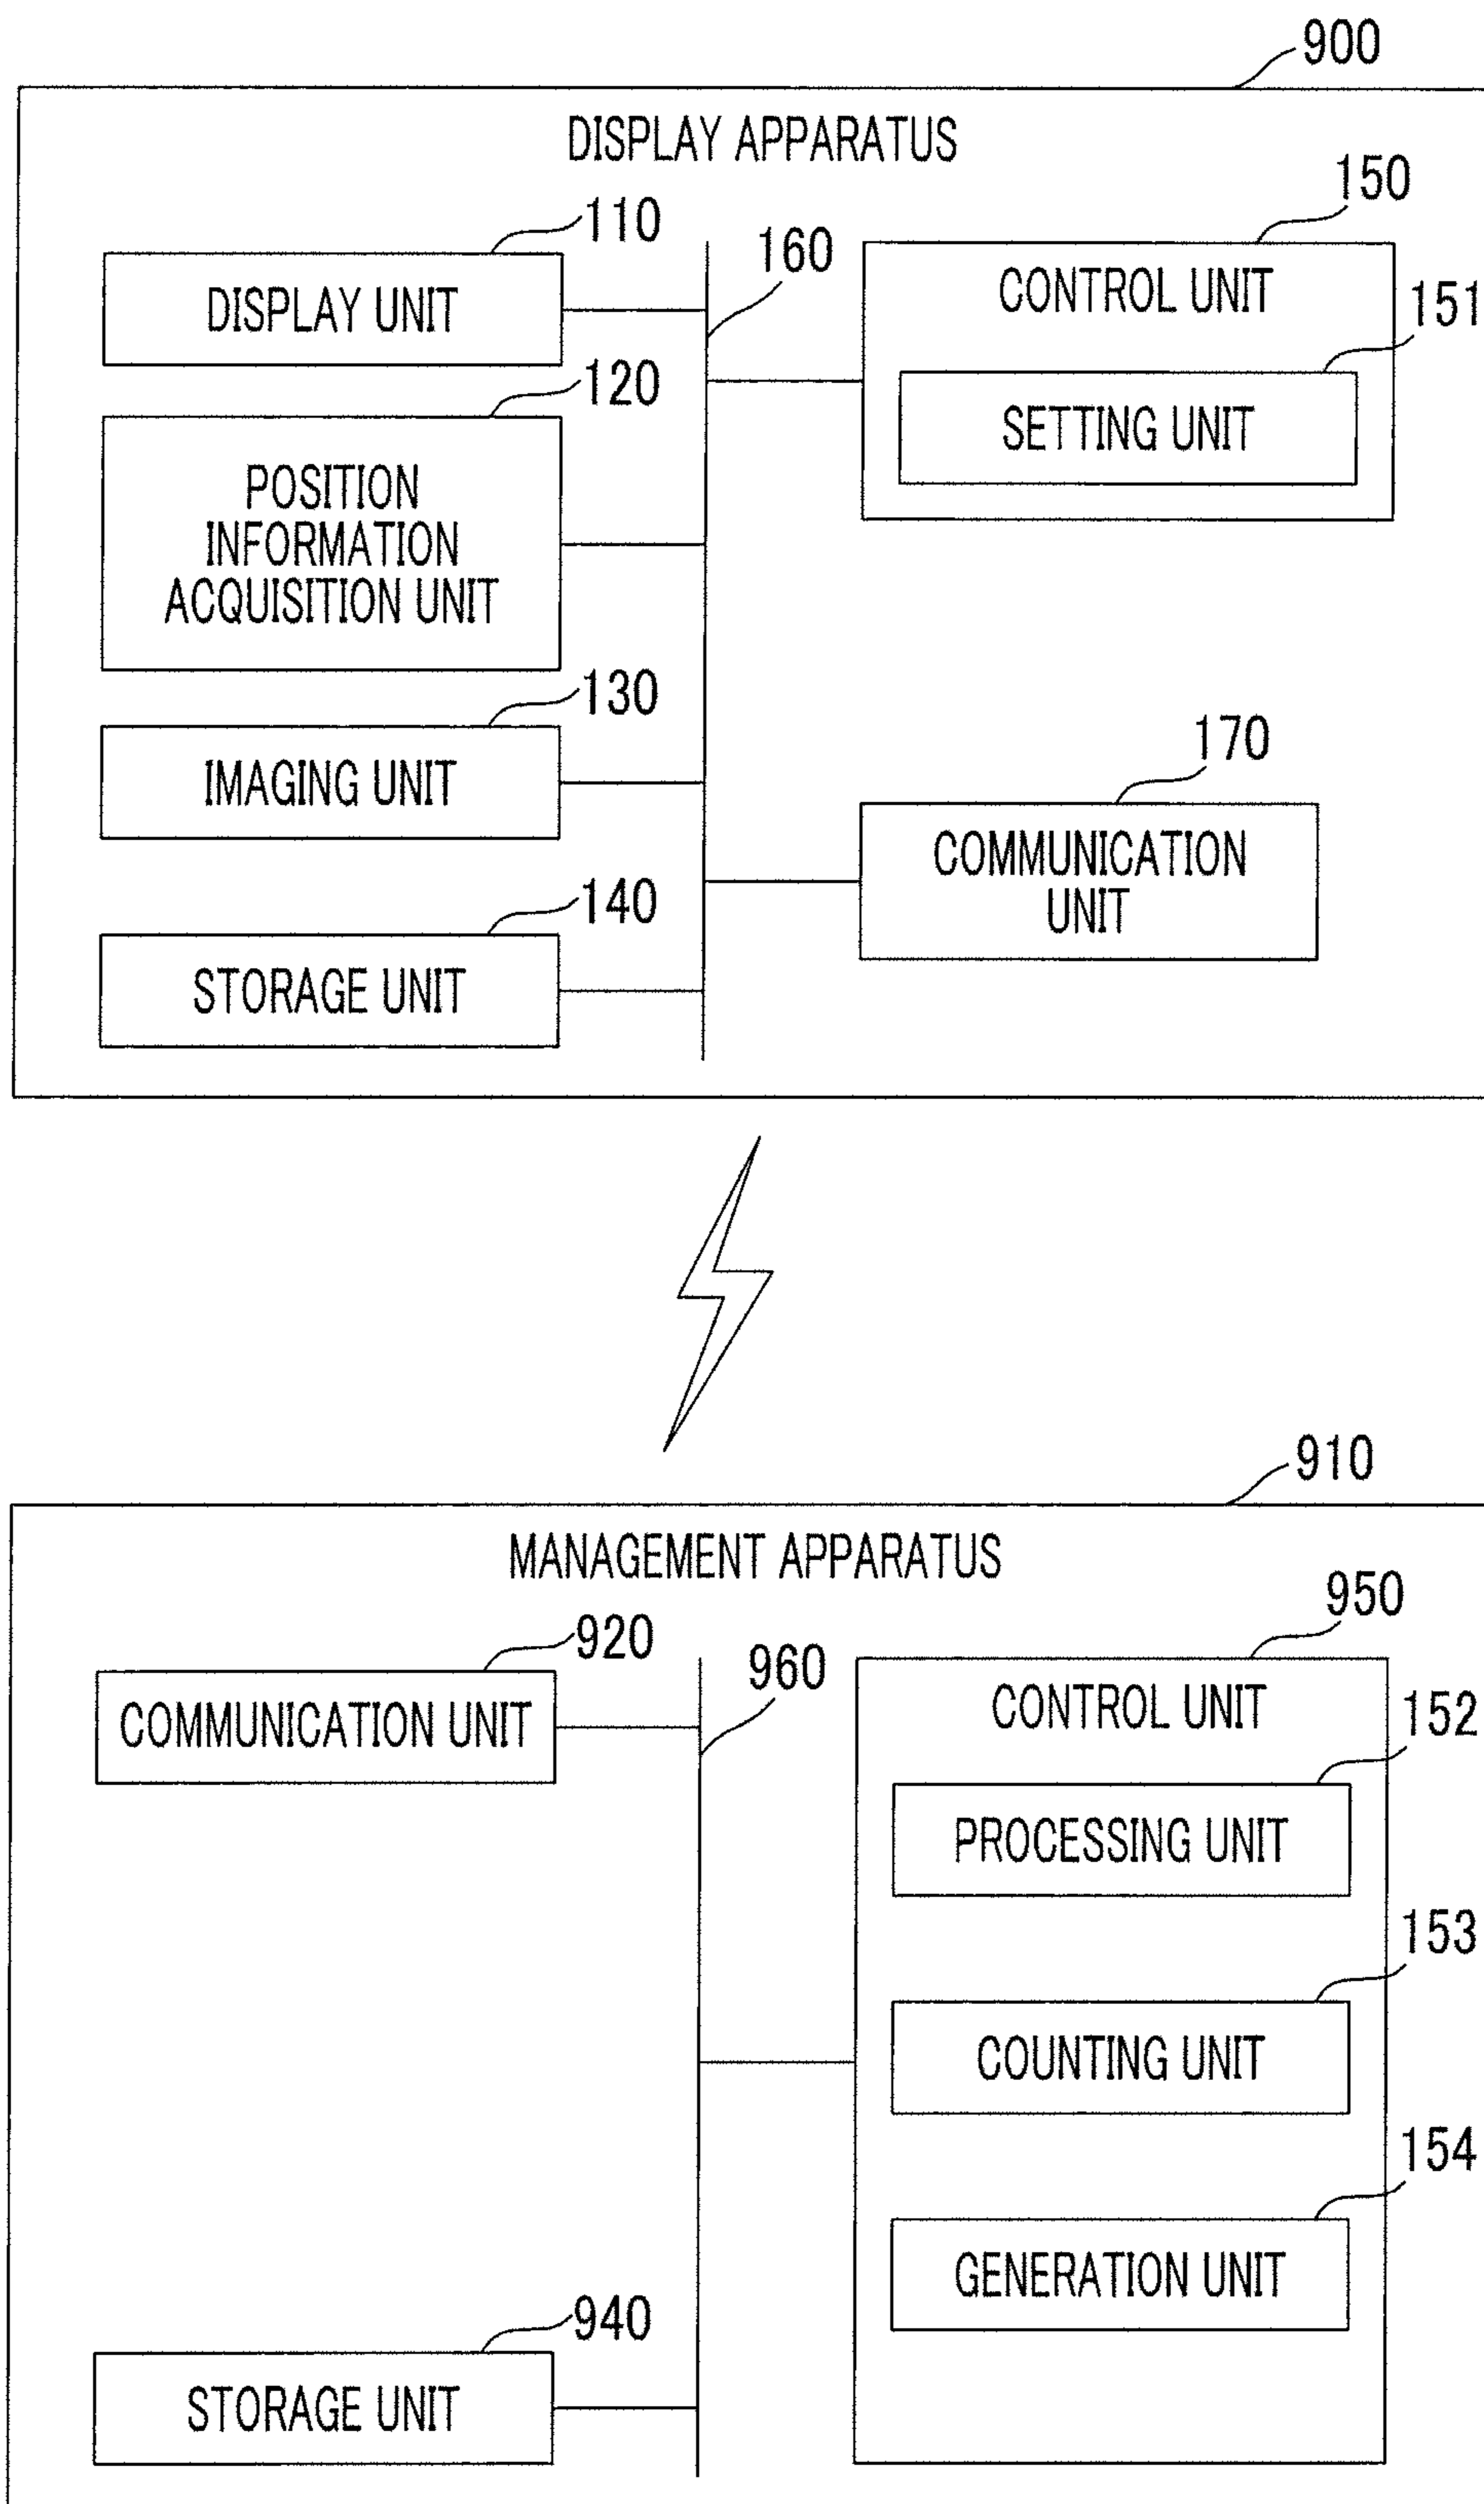 900
DISPLAY APPARATUS
110
DISPLAY UNIT
120
POSITION
INFORMATION
ACQUISITION UNIT
130
IMAGING UNIT
140
STORAGE UNIT
160
150
CONTROL UNIT
151
SETTING UNIT
170
COMMUNICATION
UNIT
910
MANAGEMENT APPARATUS
920
COMMUNICATION UNIT
960
950
CONTROL UNIT
152
PROCESSING UNIT
153
COUNTING UNIT
154
GENERATION UNIT
940
STORAGE UNIT